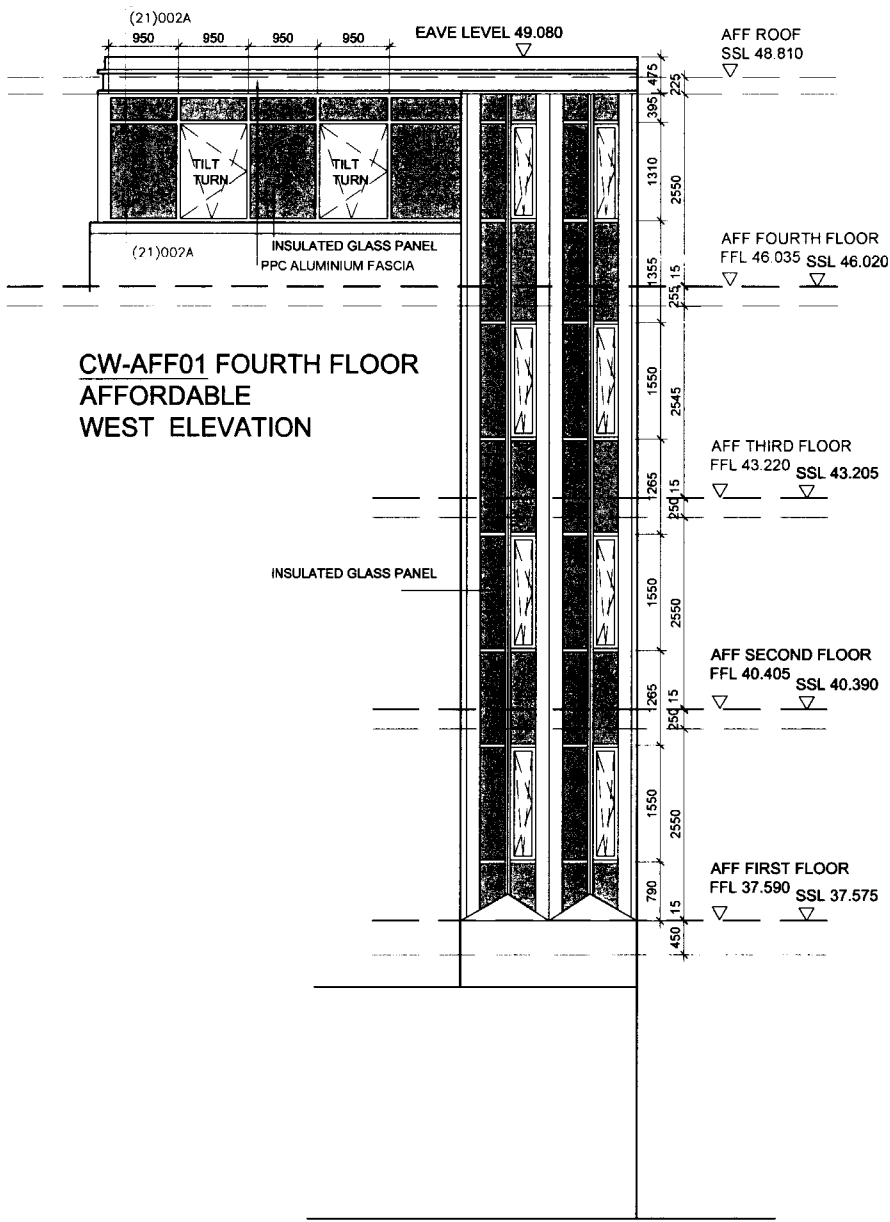 (21)002A
950 950 950 950
EAVE LEVEL 49.080
AFF ROOF
SSL 48.810
475
225
395
TILT
TURN
TILT
TURN
1310
2550
(21)002A
INSULATED GLASS PANEL
PPC ALUMINIUM FASCIA
AFF FOURTH FLOOR
FFL 46.035 SSL 46.020
1355
15
255
CW-AFF01 FOURTH FLOOR
AFFORDABLE
WEST ELEVATION
1550
2545
AFF THIRD FLOOR
FFL 43.220 SSL 43.205
1265
15
250
INSULATED GLASS PANEL
1550
2550
AFF SECOND FLOOR
FFL 40.405 SSL 40.390
1265
15
250
1550
2550
AFF FIRST FLOOR
FFL 37.590 SSL 37.575
790
15
450